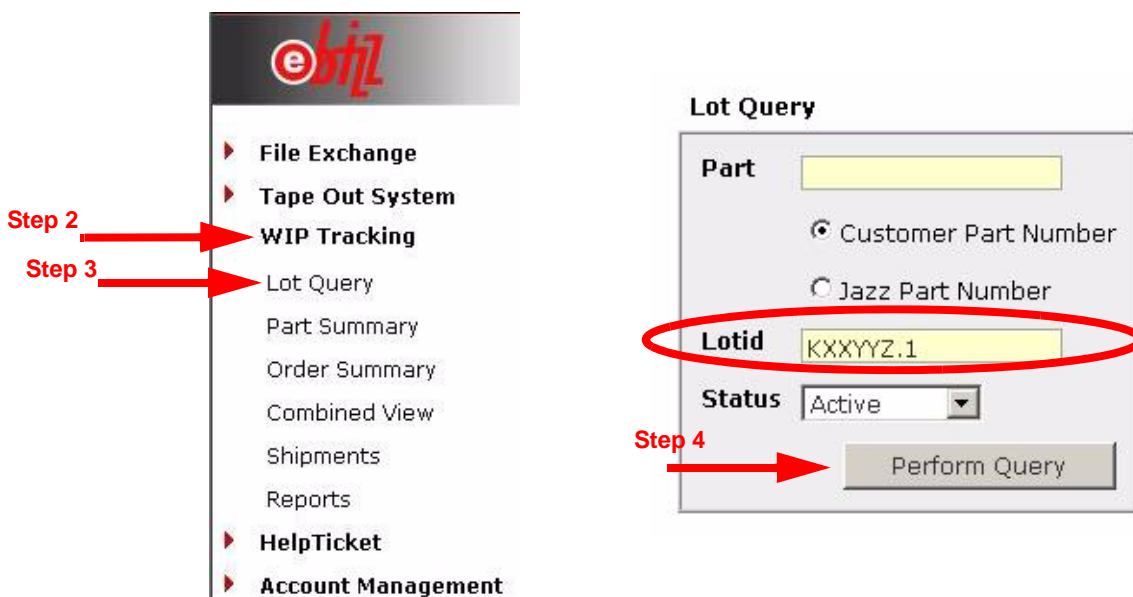 ebizz
File Exchange
Tape Out System
Step 2
WIP Tracking
Step 3
Lot Query
Part Summary
Order Summary
Combined View
Shipments
Reports
HelpTicket
Account Management
Lot Query
Part
Customer Part Number
Jazz Part Number
Lotid KXXYYZ.1
Status Active
Step 4
Perform Query